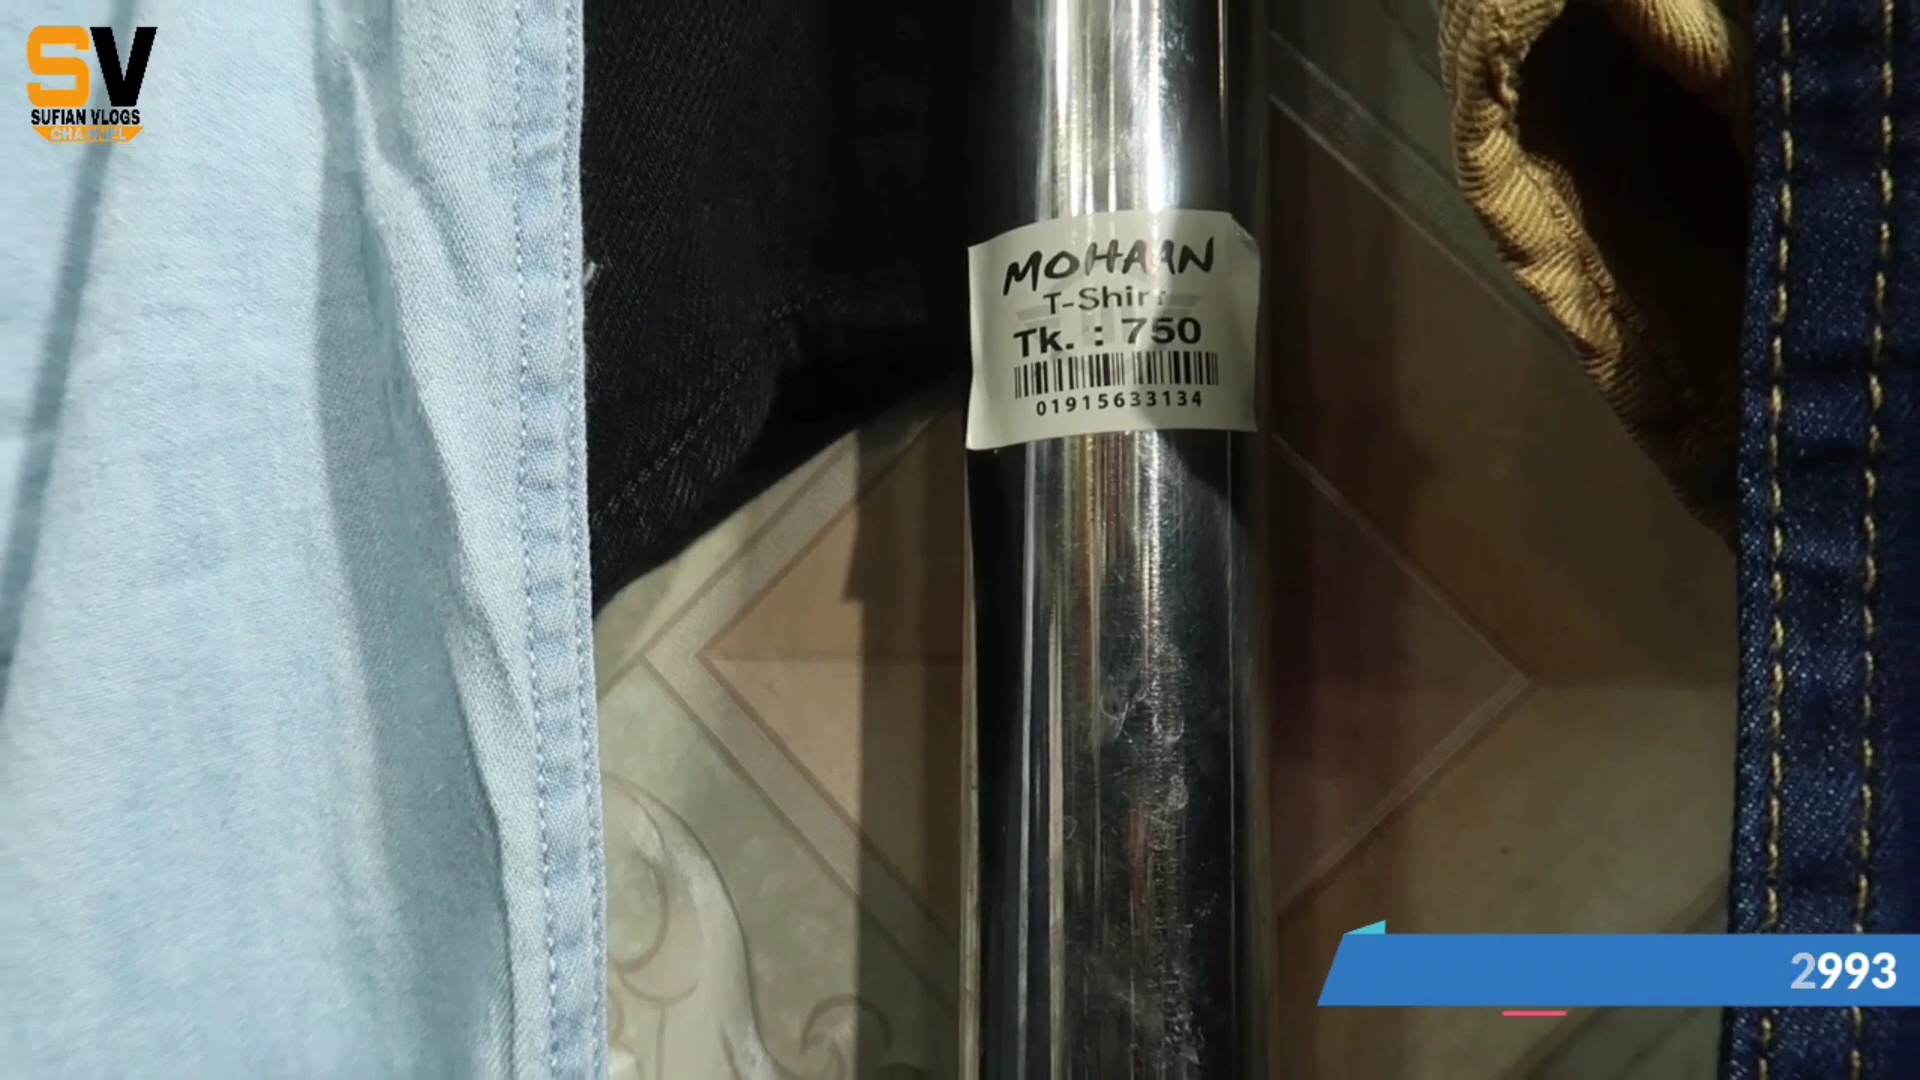 SV
SUFIAN VLOGS
CHANNEL
MOHAAN
T-Shirt
Tk. : 750
01915633134
2993